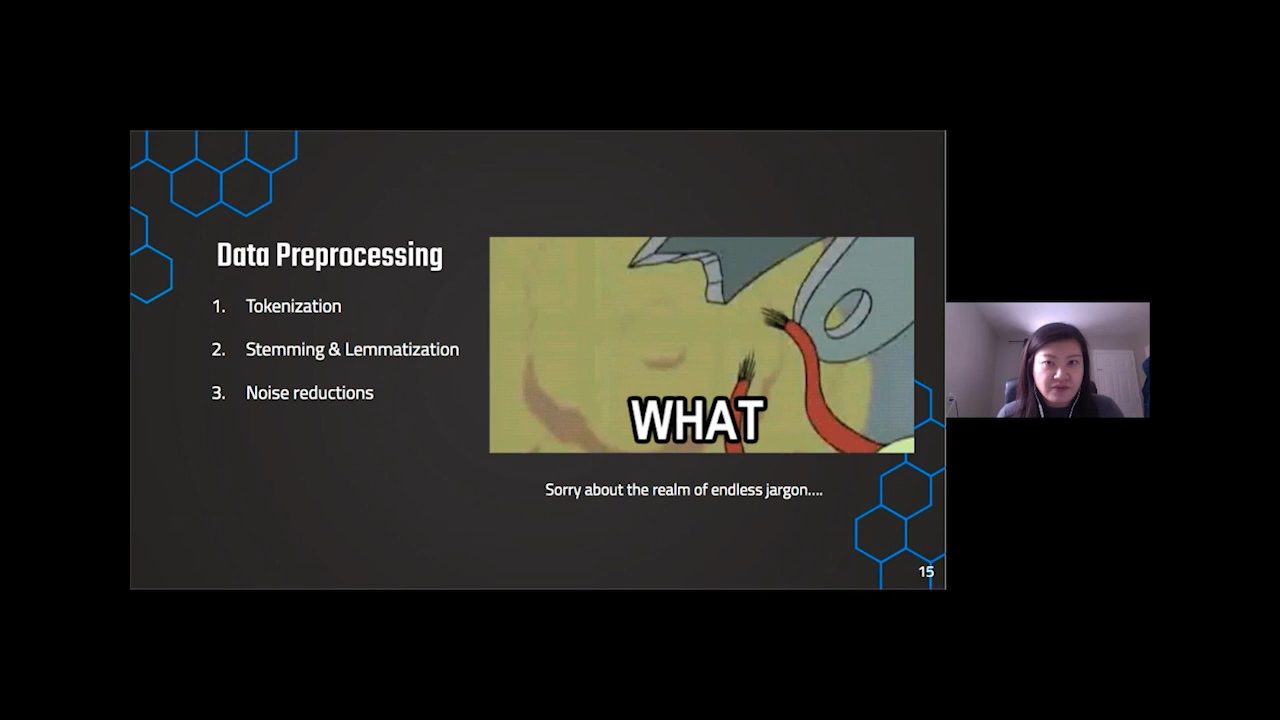 Data Preprocessing
1. Tokenization
2. Stemming & Lemmatization
3. Noise reductions
WHAT
Sorry about the realm of endless jargon....
15